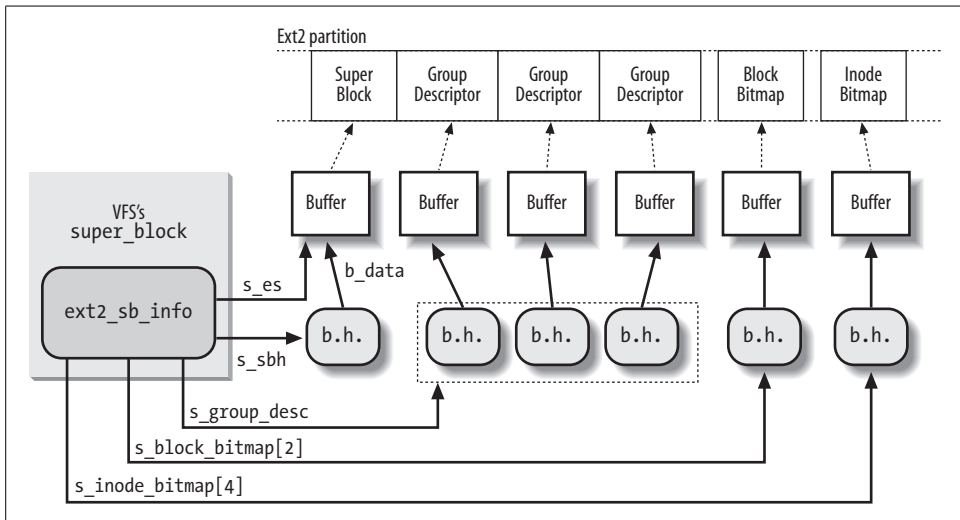 Ext2 partition
Super
Block
Group
Descriptor
Group
Descriptor
Group
Descriptor
Block
Bitmap
Inode
Bitmap
Buffer
Buffer
Buffer
Buffer
Buffer
Buffer
VFS's
super_block
ext2_sb_info
s_es
b_data
s_sbh
b.h.
b.h.
b.h.
b.h.
b.h.
b.h.
s_group_desc
s_block_bitmap[2]
s_inode_bitmap[4]